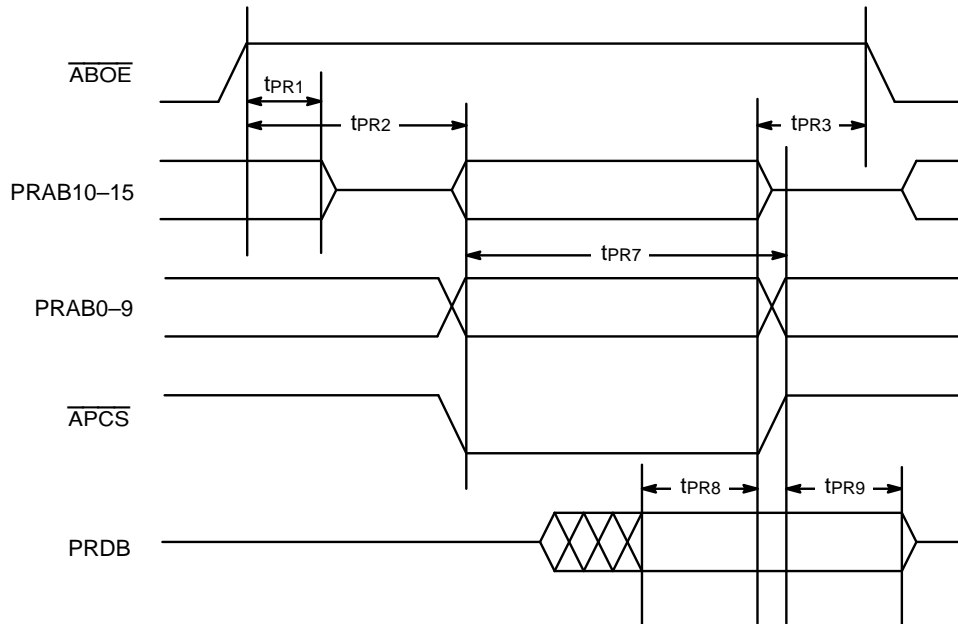 ABOE
tPR1
tPR2
tPR3
PRAB10–15
tPR7
PRAB0–9
APCS
tPR8
tPR9
PRDB